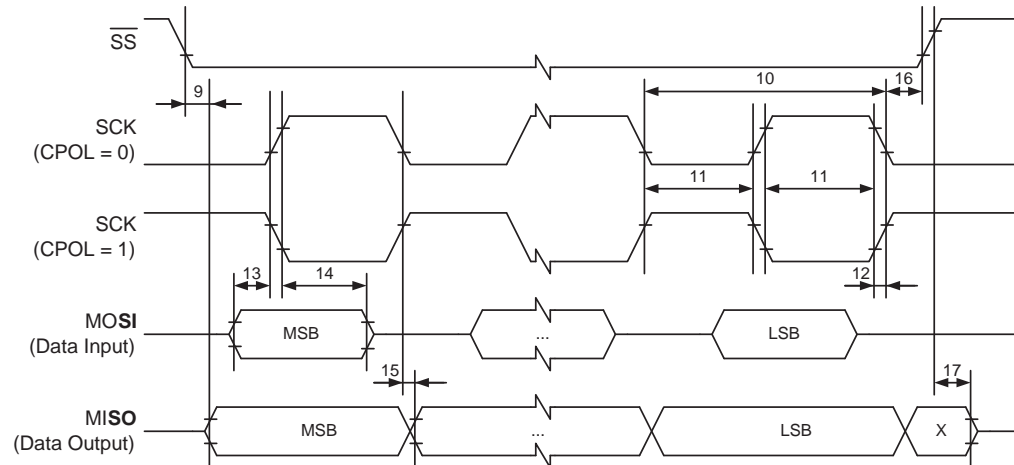 SS
10
16
9
SCK
(CPOL = 0)
11
11
SCK
(CPOL = 1)
13
14
12
MOSI
(Data Input)
MSB
...
LSB
15
17
MISO
(Data Output)
MSB
...
LSB
X